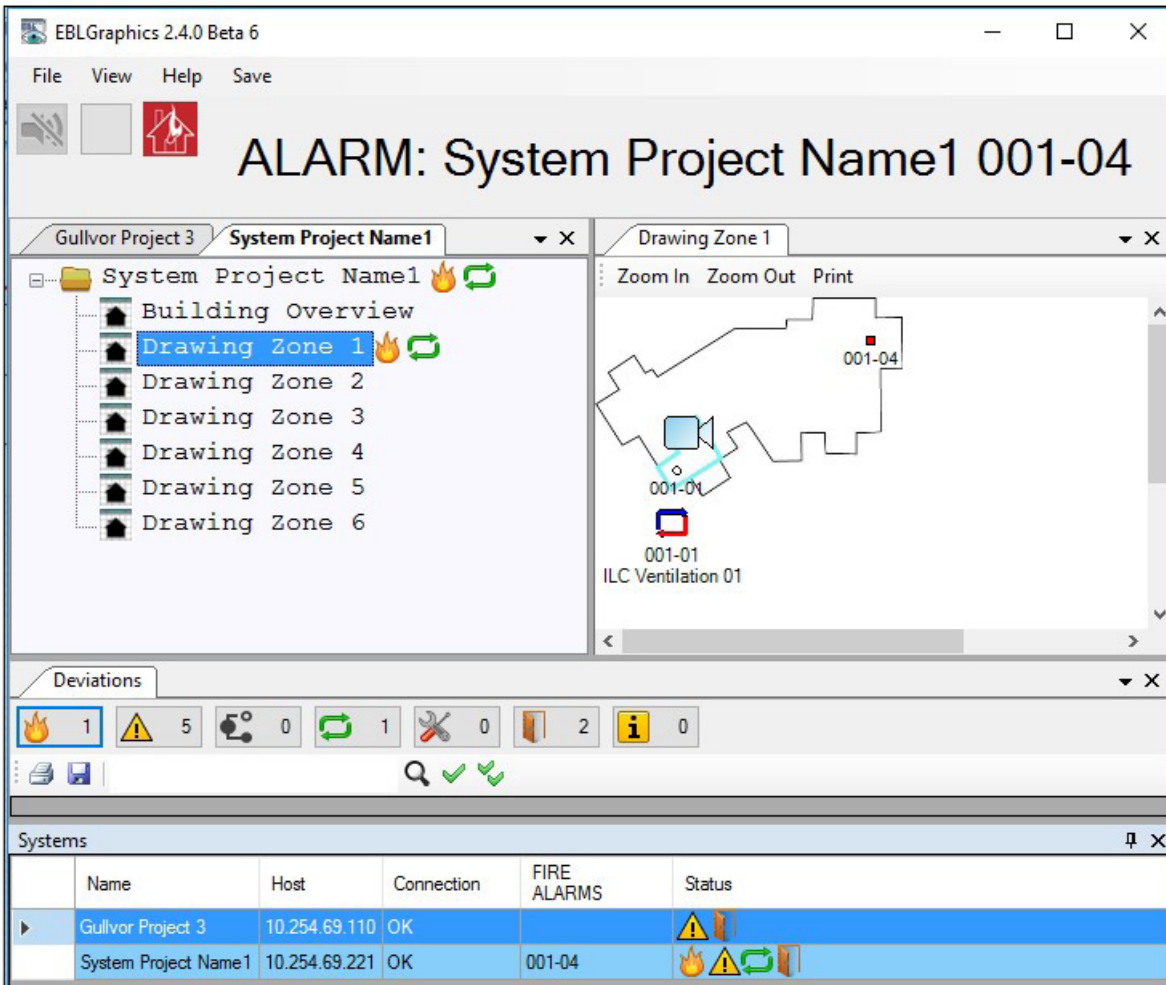 EBLGraphics 2.4.0 Beta 6
File View Help Save
ALARM: System Project Name1 001-04
Gullvor Project 3 System Project Name1
System Project Name1
Building Overview
Drawing Zone 1
Drawing Zone 2
Drawing Zone 3
Drawing Zone 4
Drawing Zone 5
Drawing Zone 6
Drawing Zone 1
Zoom In Zoom Out Print
001-04
001-01
001-01
ILC Ventilation 01
Deviations
1 5 0 1 0 2 i 0
Systems
Name Host Connection FIRE ALARMS Status
Gullvor Project 3 10.254.69.110 OK
System Project Name1 10.254.69.221 OK 001-04